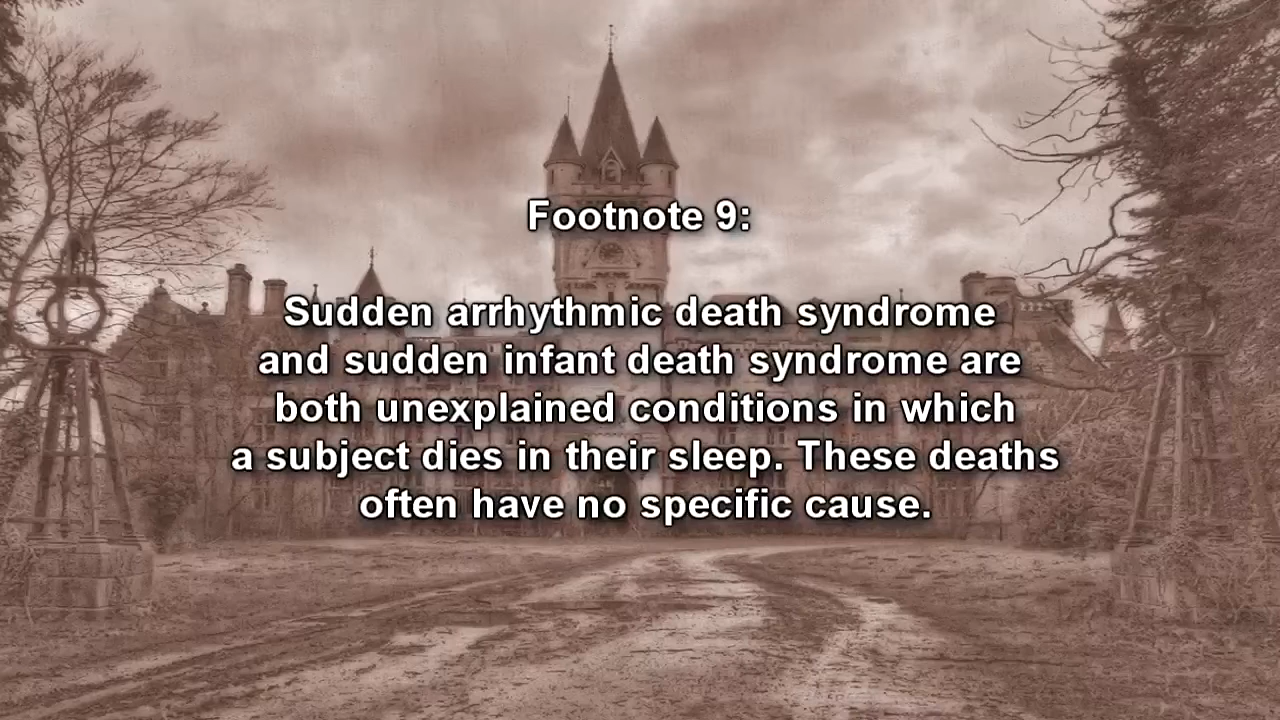 Footnote 9:
Sudden arrhythmic death syndrome
and sudden infant death syndrome are
both unexplained conditions in which
a subject dies in their sleep. These deaths
often have no specific cause.